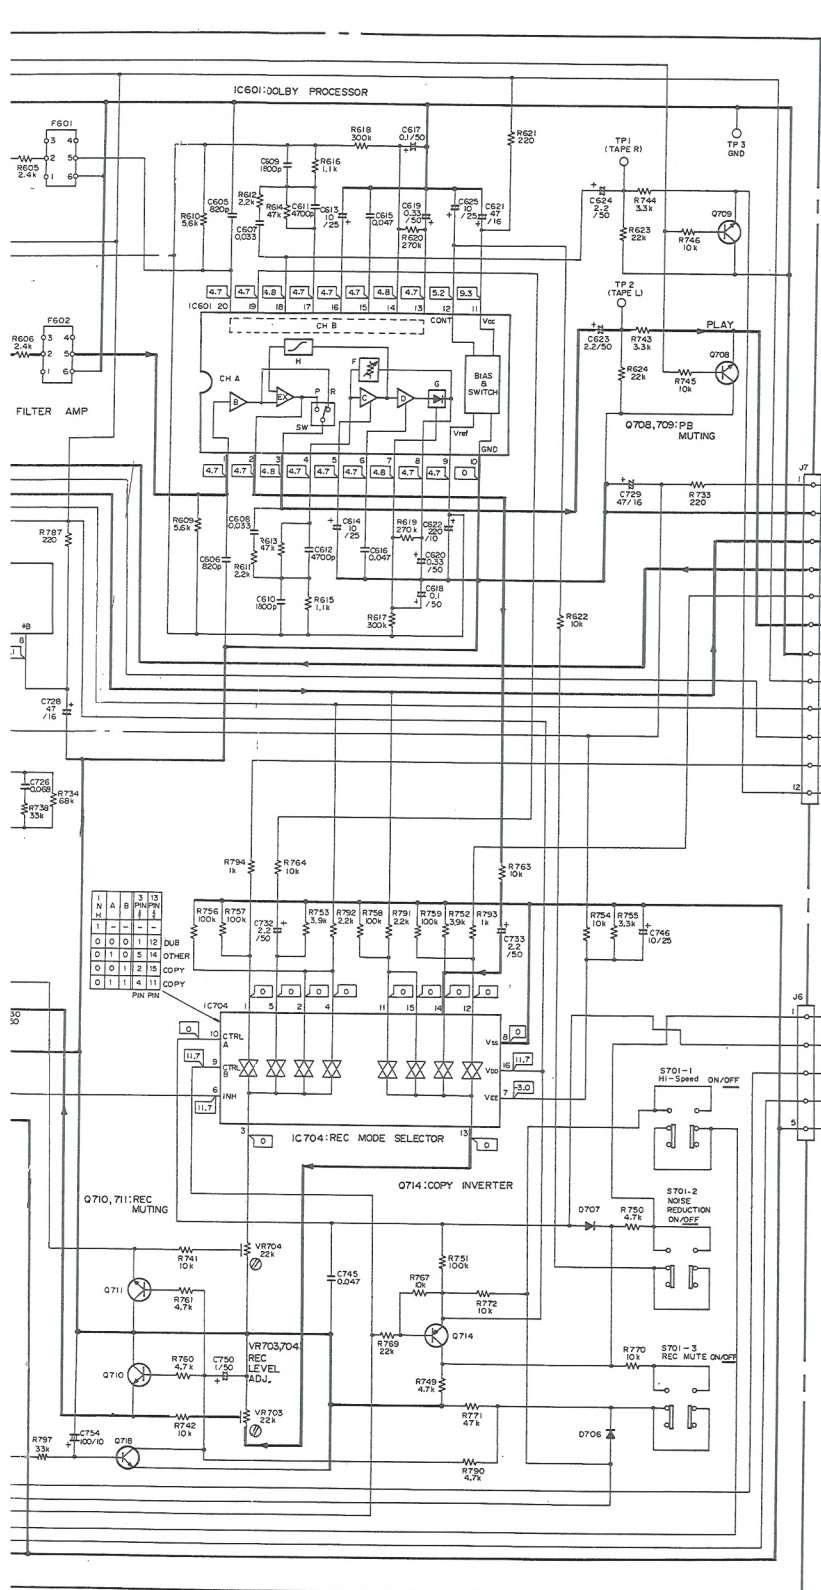 IC601:DOLBY PROCESSOR
F601
3 4
2 5
1 6
R605
2.4k
R618
300k
C617
0.1/50
R621
220
TP1
(TAPE R)
TP3
GND
C609
1800p
R616
1.1k
R610
5.6k
C605
820p
R612
2.2k
C607
0.033
R614
47k
C611
4700p
C613
10
/25
C615
0.047
C619
0.33
/50
R620
270k
C625
10
/25
C621
47
/16
C624
2.2
/50
R744
3.3k
R623
22k
R746
10k
Q709
4.7 4.7 4.8 4.7 4.7 4.7 4.8 4.7 5.2 9.3
IC601 20 19 18 17 16 15 14 13 12 11
CONT
Vcc
CH B
CH A
H
F
B
EX
P R
SW
C
D
G
BIAS
&
SWITCH
Vref
GND
1 2 3 4 5 6 7 8 9 10
4.7 4.7 4.8 4.7 4.7 4.7 4.8 4.7 4.7 0
F602
3 4
2 5
1 6
R606
2.4k
FILTER AMP
TP2
(TAPE L)
C623
2.2/50
R743
3.3k
PLAY
R624
22k
R745
10k
Q708
Q708,709:PB
MUTING
J7
1
C729
47/16
R733
220
R787
220
R609
5.6k
C606
820p
C608
0.033
R611
2.2k
R613
47k
C610
1800p
C612
4700p
R615
1.1k
C614
10
/25
C616
0.047
R619
270k
C622
220
/10
C620
0.33
/50
C618
0.1
/50
R617
300k
R622
10k
+B
8
C728
47
/16
12
C726
0.068
R734
68k
R738
33k
R794
1k
R764
10k
R763
10k
I
N
H
A B
3
PIN
13
PIN
1 - - - -
0 0 0 1 12 DUB
0 1 0 5 14 OTHER
0 0 1 2 15 COPY
0 1 1 4 11 COPY
PIN PIN
R756
100k
R757
100k
C732
2.2
/50
R753
3.9k
R792
2.2k
R758
100k
R791
2.2k
R759
100k
R752
3.9k
R793
1k
C733
2.2
/50
R754
10k
R755
3.3k
C746
10/25
0 0 0 0 0 0 0 0
IC704
1 5 2 4 11 15 14 12
0
10
CTRL
A
11.7
9
CTRL
B
6
INH
11.7
VSS
8
0
VDD
16
11.7
VEE
7
-3.0
3
0
13
0
IC704:REC MODE SELECTOR
J6
1
5
S701-1
Hi-Speed ON/OFF
Q714:COPY INVERTER
Q710,711:REC
MUTING
S701-2
NOISE
REDUCTION
ON/OFF
D707
R750
4.7k
R741
10k
VR704
22k
C745
0.047
R751
100k
R767
10k
R772
10k
Q711
R761
4.7k
R769
22k
Q714
VR703,704:
REC
LEVEL
ADJ.
S701-3
REC MUTE ON/OFF
R770
10k
Q710
R760
4.7k
C750
1/50
R749
4.7k
VR703
22k
R742
10k
R771
47k
D706
R797
33k
C754
100/10
Q718
R790
4.7k